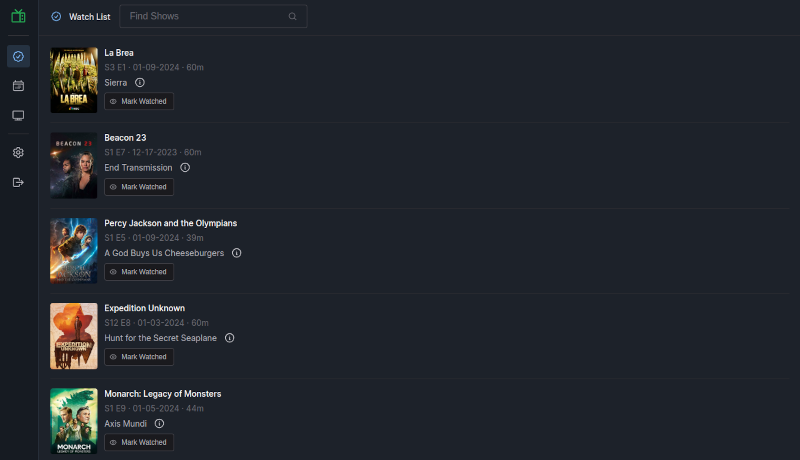 Watch List
Find Shows
La Brea
S3 E1 · 01-09-2024 · 60m
Sierra
Mark Watched
LA BREA
Beacon 23
S1 E7 · 12-17-2023 · 60m
End Transmission
Mark Watched
BEACON 23
Percy Jackson and the Olympians
S1 E5 · 01-09-2024 · 39m
A God Buys Us Cheeseburgers
Mark Watched
JACKSON
Expedition Unknown
S12 E8 · 01-03-2024 · 60m
Hunt for the Secret Seaplane
Mark Watched
EXPEDITION
UNKNOWN
Monarch: Legacy of Monsters
S1 E9 · 01-05-2024 · 44m
Axis Mundi
Mark Watched
MONARCH
LEGACY OF MONSTERS